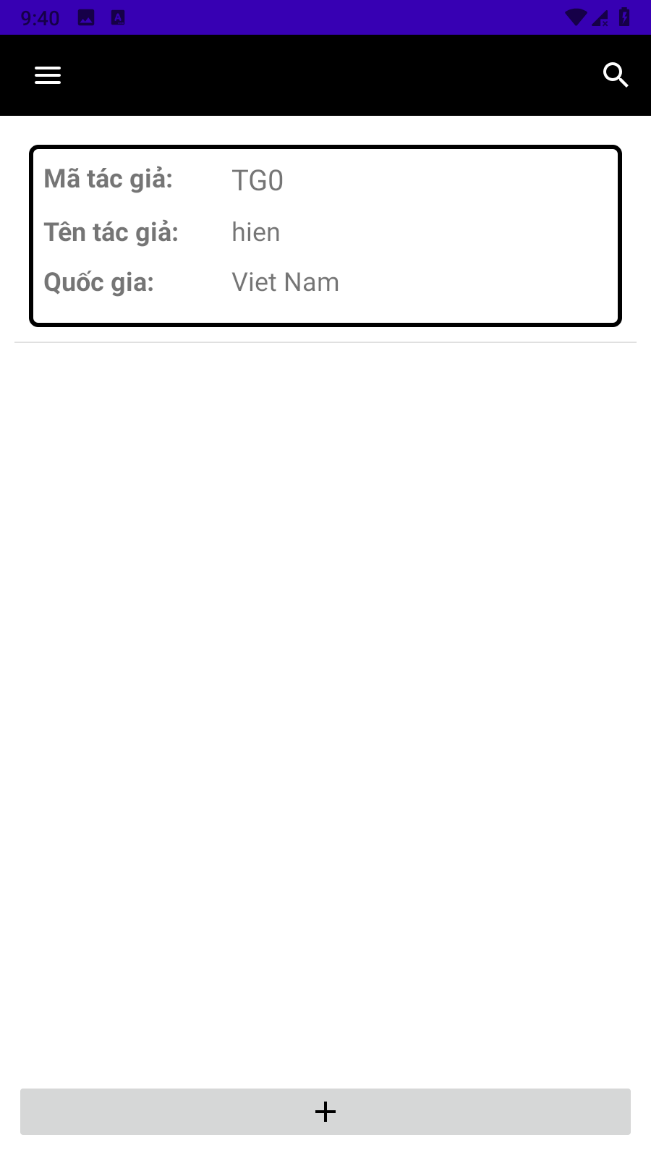 9:40
Mã tác giả: TG0
Tên tác giả: hien
Quốc gia: Viet Nam